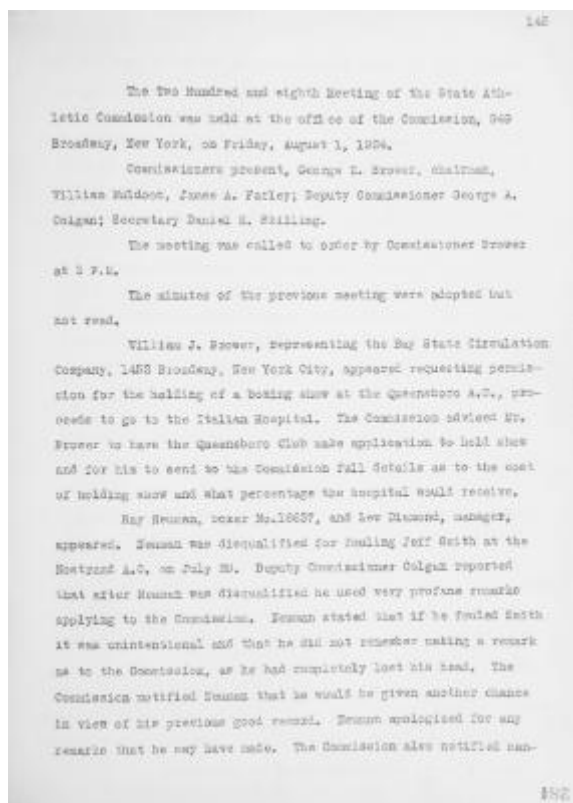 145
The Two Hundred and eighth Meeting of the State Ath-
letic Commission was held at the office of the Commission, 949
Broadway, New York, on Friday, August 1, 1924.
Commissioners present, George E. Brower, chairman,
William Muldoon, James A. Farley; Deputy Commissioner George A.
Colgan; Secretary Daniel H. Skilling.
The meeting was called to order by Commissioner Brower
at 2 P.M.
The minutes of the previous meeting were adopted but
not read.
William J. Brower, representing the Bay State Circulation
Company, 1453 Broadway, New York City, appeared requesting permis-
sion for the holding of a boxing show at the Queensboro A.C., pro-
ceeds to go to the Italian Hospital. The Commission advised Mr.
Brower to have the Queensboro Club make application to hold show
and for him to send to the Commission full details as to the cost
of holding show and what percentage the hospital would receive.
Ray Neuman, boxer No.16637, and Lew Diamond, manager,
appeared. Neuman was disqualified for fouling Jeff Smith at the
Nostrand A.C. on July Deputy Commissioner Colgan reported
that after Neuman was disqualified he used very profane remarks
applying to the Commission. Neuman stated that if he fouled Smith
it was unintentional and that he did not remember making a remark
as to the Commission, as he had completely lost his head. The
Commission notified Neuman that he would be given another chance
in view of his previous good record. Neuman apologized for any
remarks that he may have made. The Commission also notified man-
182